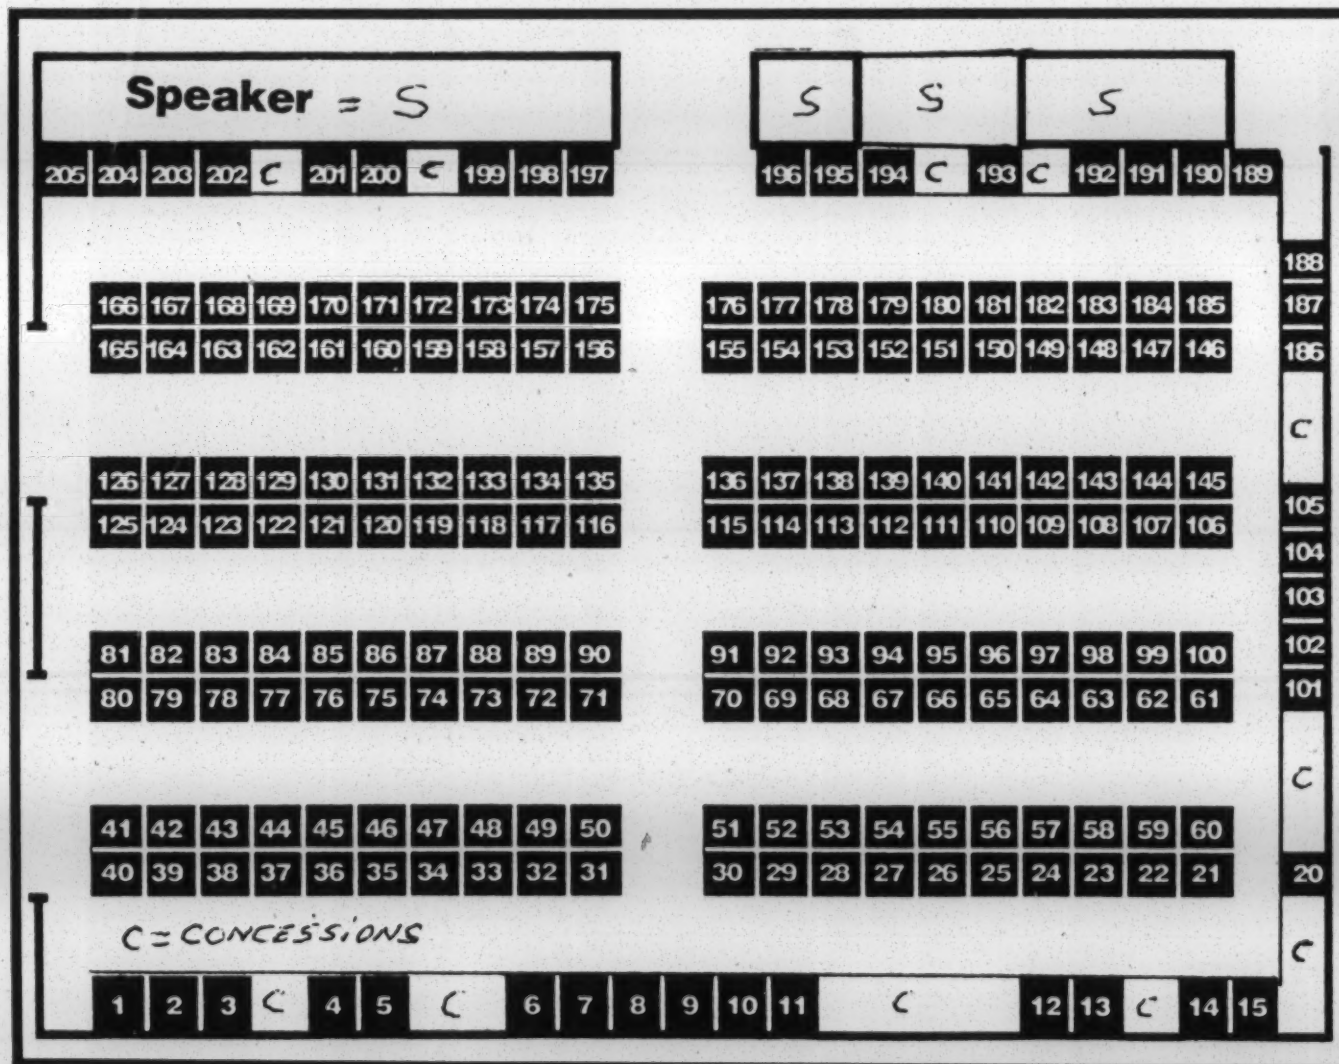 Speaker = S S S S
205 204 203 202 C 201 200 C 199 198 197 196 195 194 C 193 C 192 191 190 189
188
166 167 168 169 170 171 172 173 174 175 176 177 178 179 180 181 182 183 184 185 187
165 164 163 162 161 160 159 158 157 156 155 154 153 152 151 150 149 148 147 146 186
C
126 127 128 129 130 131 132 133 134 135 136 137 138 139 140 141 142 143 144 145
105
125 124 123 122 121 120 119 118 117 116 115 114 113 112 111 110 109 108 107 106
104
103
81 82 83 84 85 86 87 88 89 90 91 92 93 94 95 96 97 98 99 100 102
80 79 78 77 76 75 74 73 72 71 70 69 68 67 66 65 64 63 62 61 101
C
41 42 43 44 45 46 47 48 49 50 51 52 53 54 55 56 57 58 59 60
40 39 38 37 36 35 34 33 32 31 30 29 28 27 26 25 24 23 22 21 20
C = CONCESSIONS
C
1 2 3 C 4 5 C 6 7 8 9 10 11 C 12 13 C 14 15